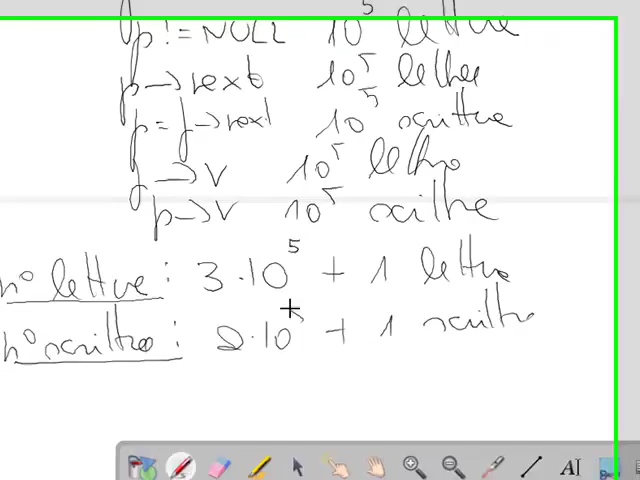 p != NULL 10^5 letture
p → next 10^5 letture
p = p → next 10^5 scritture
p → v 10^5 letture
p → v 10^5 scritture
n° letture : 3 · 10^5 + 1 letture
n° scritture : 2 · 10^5 + 1 scritture
AI